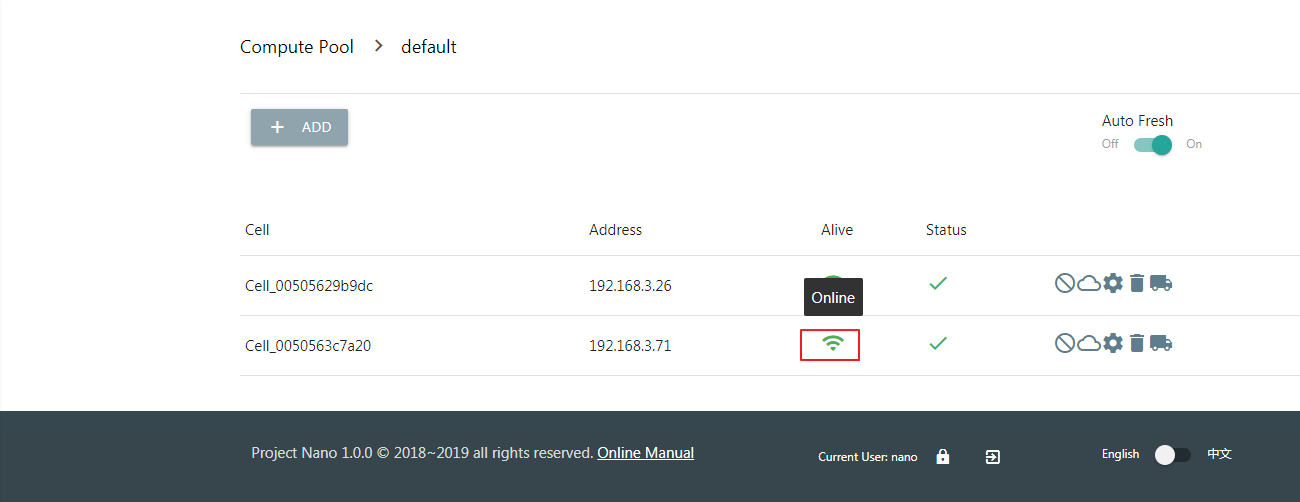 Compute Pool > default
ADD
Auto Fresh
Off On
Cell Address Alive Status
Cell_00505629b9dc 192.168.3.26
Online
Cell_0050563c7a20 192.168.3.71
Project Nano 1.0.0 © 2018~2019 all rights reserved. Online Manual
Current User: nano
English 中文